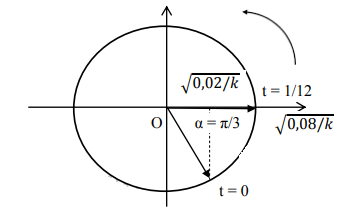 √0,02/k
t = 1/12
O
α = π/3
√0,08/k
t = 0